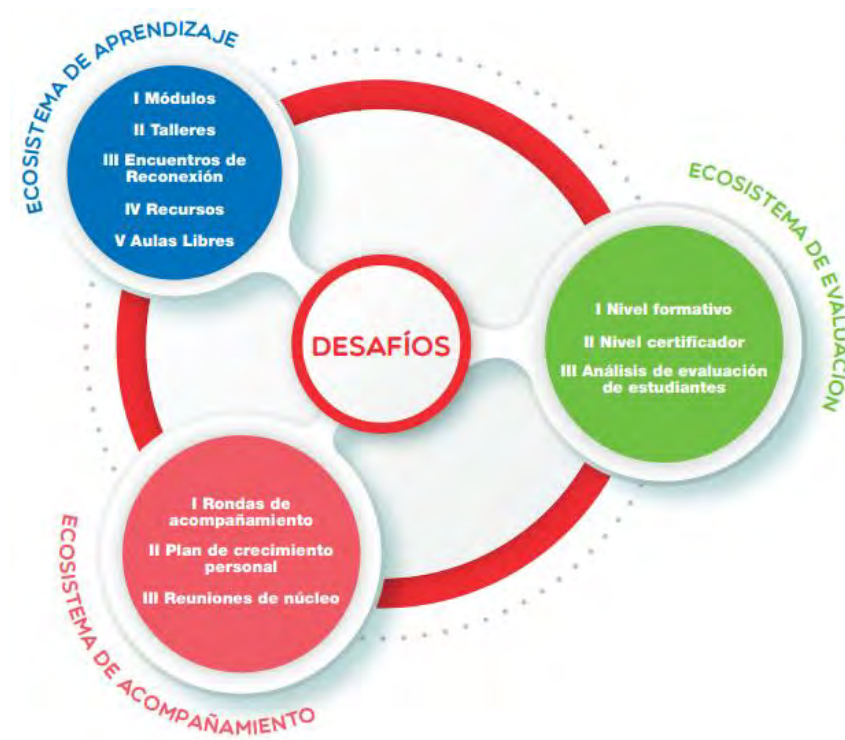 ECOSISTEMA DE APRENDIZAJE
I Módulos
II Talleres
III Encuentros de
Reconexión
IV Recursos
V Aulas Libres
DESAFÍOS
ECOSISTEMA DE EVALUACIÓN
I Nivel formativo
II Nivel certificador
III Análisis de evaluación
de estudiantes
I Rondas de
acompañamiento
II Plan de crecimiento
personal
III Reuniones de núcleo
ECOSISTEMA DE ACOMPAÑAMIENTO